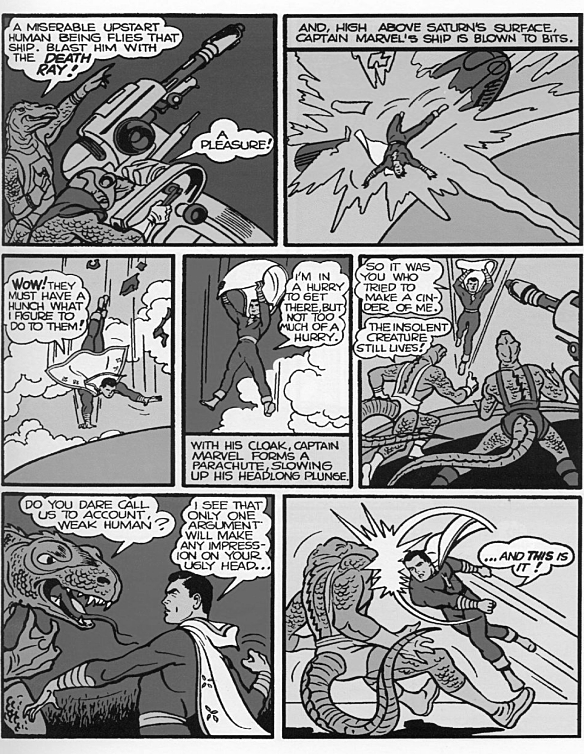 A MISERABLE UPSTART
HUMAN BEING FLIES THAT
SHIP. BLAST HIM WITH
THE DEATH
RAY!
A
PLEASURE!
AND, HIGH ABOVE SATURN'S SURFACE,
CAPTAIN MARVEL'S SHIP IS BLOWN TO BITS.
WOW! THEY
MUST HAVE A
HUNCH WHAT
I FIGURE TO
DO TO THEM!
I'M IN
A HURRY
TO GET
THERE, BUT
NOT TOO
MUCH OF A
HURRY.
WITH HIS CLOAK, CAPTAIN
MARVEL FORMS A
PARACHUTE, SLOWING
UP HIS HEADLONG PLUNGE.
SO IT WAS
YOU WHO
TRIED TO
MAKE A CIN-
DER OF ME.
THE INSOLENT
CREATURE
STILL LIVES!
DO YOU DARE CALL
US TO ACCOUNT,
WEAK HUMAN?
I SEE THAT
ONLY ONE
ARGUMENT
WILL MAKE
ANY IMPRESS-
ION ON YOUR
UGLY HEAD...
...AND THIS IS
IT!